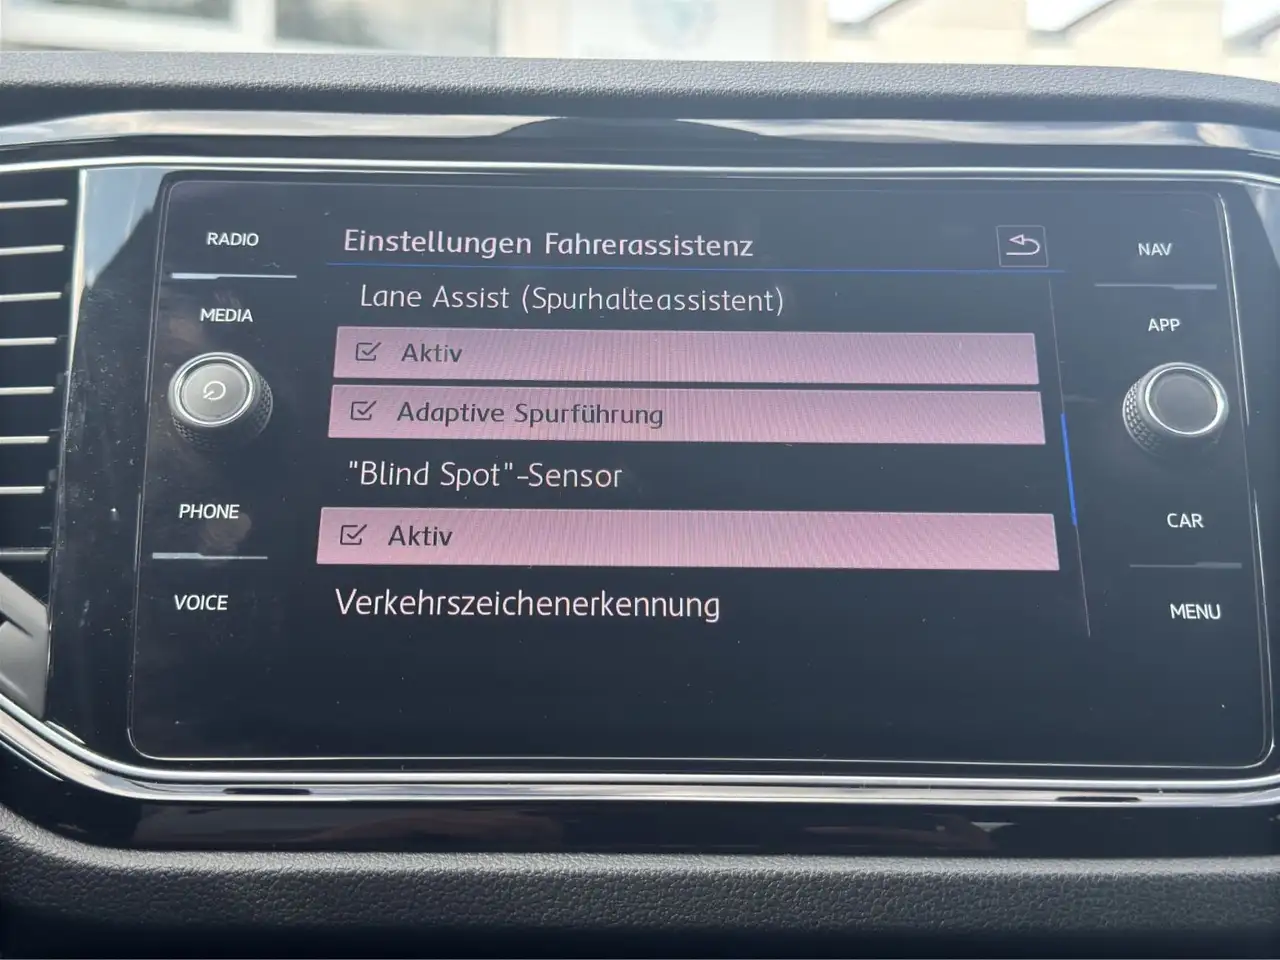 RADIO
MEDIA
PHONE
VOICE
Einstellungen Fahrerassistenz
Lane Assist (Spurhalteassistent)
Aktiv
Adaptive Spurführung
"Blind Spot"-Sensor
Aktiv
Verkehrszeichenerkennung
NAV
APP
CAR
MENU